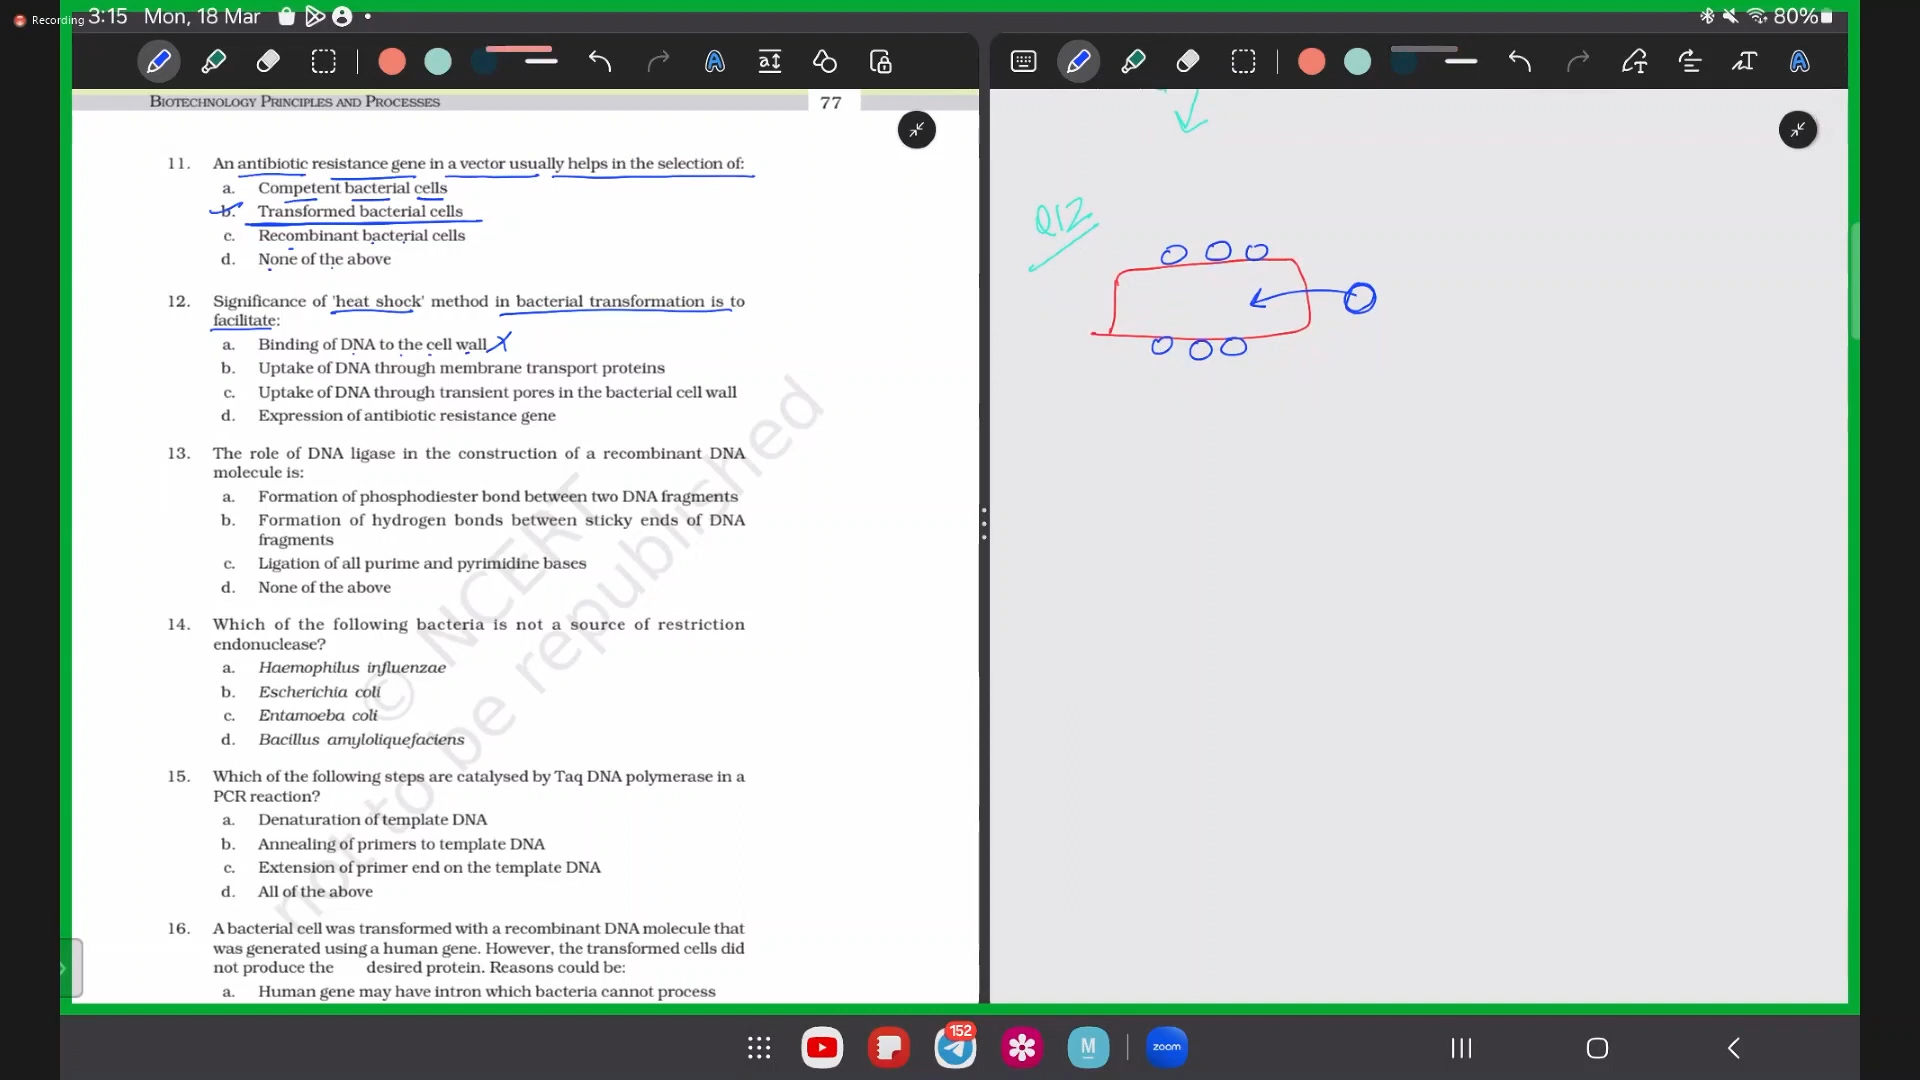 Recording 3:15 Mon, 18 Mar
80%
BIOTECHNOLOGY PRINCIPLES AND PROCESSES 77
11. An antibiotic resistance gene in a vector usually helps in the selection of:
a. Competent bacterial cells
b. Transformed bacterial cells
c. Recombinant bacterial cells
d. None of the above
12. Significance of 'heat shock' method in bacterial transformation is to
facilitate:
a. Binding of DNA to the cell wall
b. Uptake of DNA through membrane transport proteins
c. Uptake of DNA through transient pores in the bacterial cell wall
d. Expression of antibiotic resistance gene
13. The role of DNA ligase in the construction of a recombinant DNA
molecule is:
a. Formation of phosphodiester bond between two DNA fragments
b. Formation of hydrogen bonds between sticky ends of DNA
fragments
c. Ligation of all purime and pyrimidine bases
d. None of the above
14. Which of the following bacteria is not a source of restriction
endonuclease?
a. Haemophilus influenzae
b. Escherichia coli
c. Entamoeba coli
d. Bacillus amyloliquefaciens
15. Which of the following steps are catalysed by Taq DNA polymerase in a
PCR reaction?
a. Denaturation of template DNA
b. Annealing of primers to template DNA
c. Extension of primer end on the template DNA
d. All of the above
16. A bacterial cell was transformed with a recombinant DNA molecule that
was generated using a human gene. However, the transformed cells did
not produce the desired protein. Reasons could be:
a. Human gene may have intron which bacteria cannot process
© NCERT
not to be republished
Q12
152
M
zoom